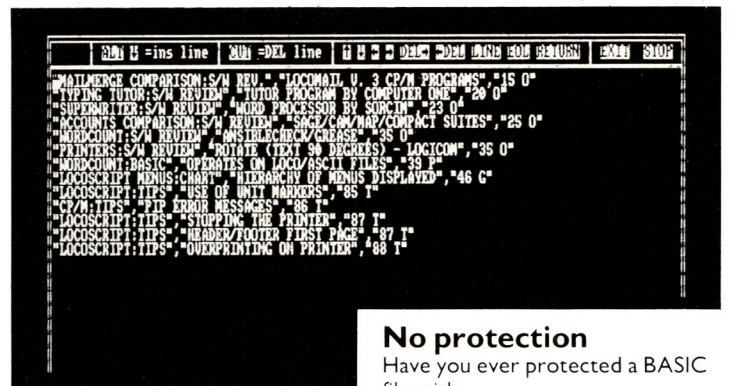 ALT U =ins line CUT =DEL line ↑ ↓ ← → DEL→ ←DEL LINE EOL RETURN EXIT STOP
"MAILMERGE COMPARISON:S/W REV.","LOCOMAIL V. 3 CP/M PROGRAMS","15 O"
"TYPING TUTOR:S/W REVIEW","TUTOR PROGRAM BY COMPUTER ONE","20 O"
"SUPERWRITER:S/W REVIEW","WORD PROCESSOR BY SORCIM","23 O"
"ACCOUNTS COMPARISON:S/W REVIEW","SAGE/CAM/MAP/COMPACT SUITES","25 O"
"WORDCOUNT:S/W REVIEW","ANSIBLECHECK/GREASE","35 O"
"PRINTERS:S/W REVIEW","ROTATE (TEXT 90 DEGREES) - LOGICOM","35 O"
"WORDCOUNT:BASIC","OPERATES ON LOCO/ASCII FILES","39 P"
"LOCOSCRIPT MENUS:CHART","HIERARCHY OF MENUS DISPLAYED","46 G"
"LOCOSCRIPT:TIPS","USE OF UNIT MARKERS","85 T"
"CP/M:TIPS","PIP ERROR MESSAGES","86 T"
"LOCOSCRIPT:TIPS","STOPPING THE PRINTER","87 T"
"LOCOSCRIPT:TIPS","HEADER/FOOTER FIRST PAGE","87 T"
"LOCOSCRIPT:TIPS","OVERPRINTING ON PRINTER","88 T"
No protection
Have you ever protected a BASIC